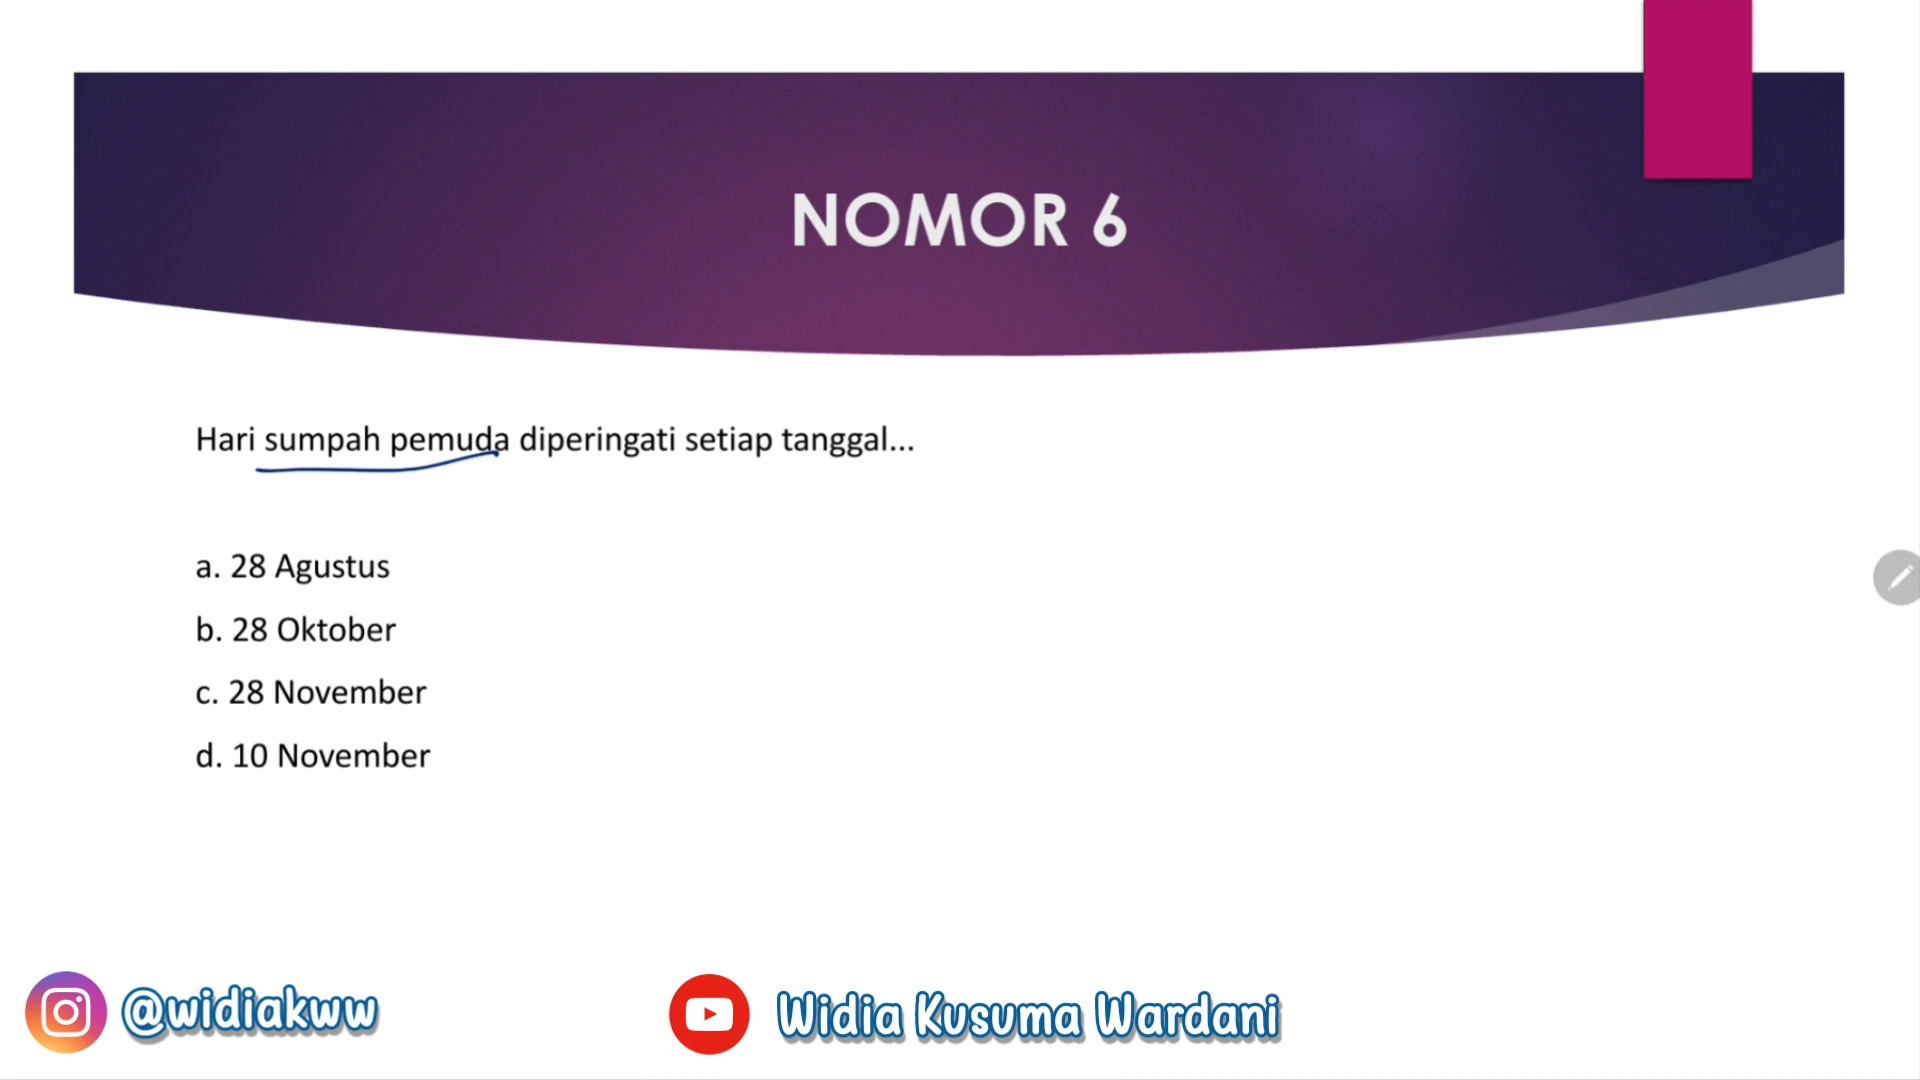 NOMOR 6
Hari sumpah pemuda diperingati setiap tanggal...
a. 28 Agustus
b. 28 Oktober
c. 28 November
d. 10 November
@widiakww
Widia Kusuma Wardani